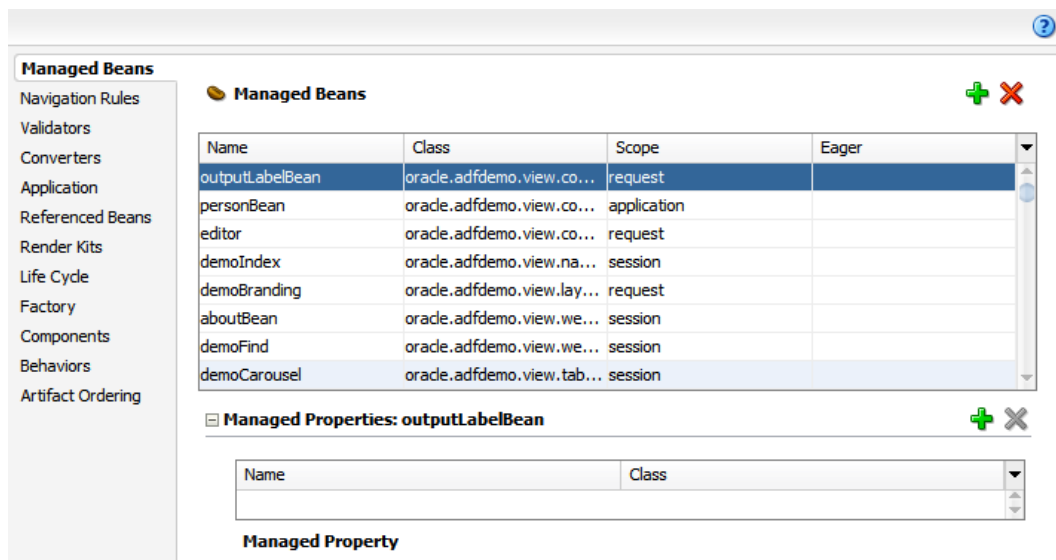 Managed Beans
Navigation Rules
Validators
Converters
Application
Referenced Beans
Render Kits
Life Cycle
Factory
Components
Behaviors
Artifact Ordering
Managed Beans
Name Class Scope Eager
outputLabelBean oracle.adfdemo.view.co... request
personBean oracle.adfdemo.view.co... application
editor oracle.adfdemo.view.co... request
demoIndex oracle.adfdemo.view.na... session
demoBranding oracle.adfdemo.view.lay... request
aboutBean oracle.adfdemo.view.we... session
demoFind oracle.adfdemo.view.we... session
demoCarousel oracle.adfdemo.view.tab... session
Managed Properties: outputLabelBean
Name Class
Managed Property